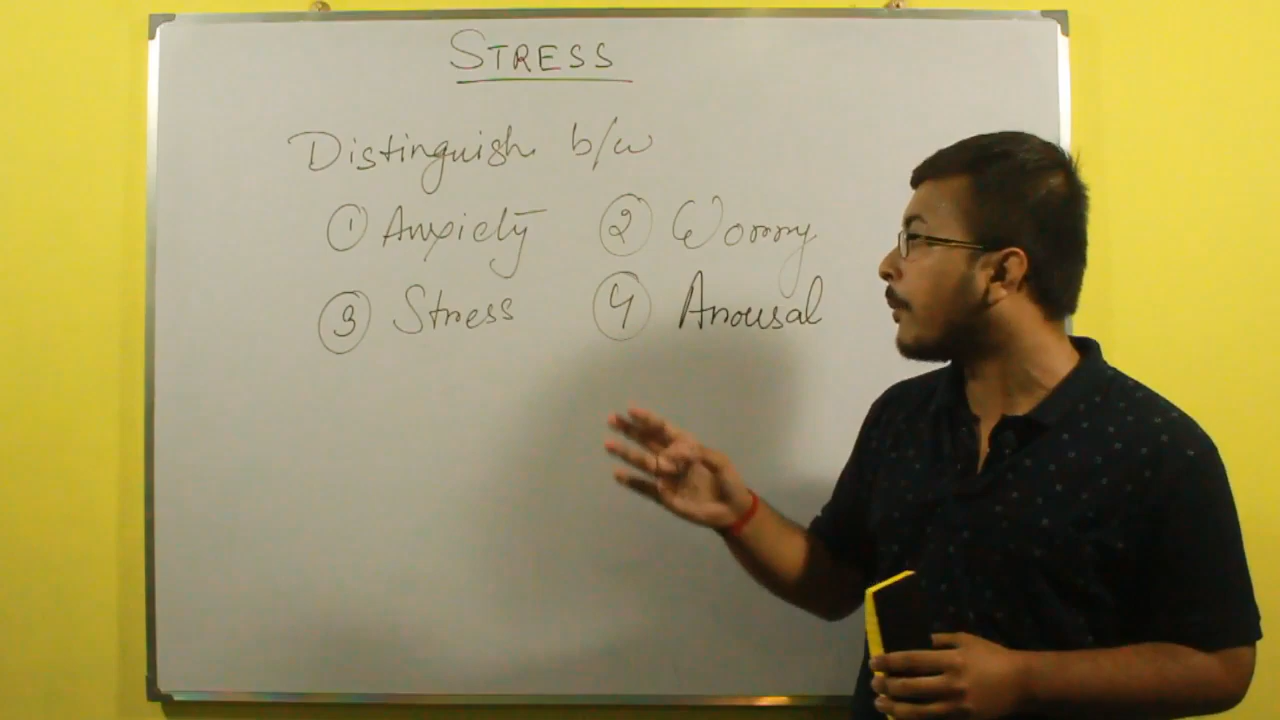 STRESS
Distinguish b/w
① Anxiety ② Worry
③ Stress ④ Arousal